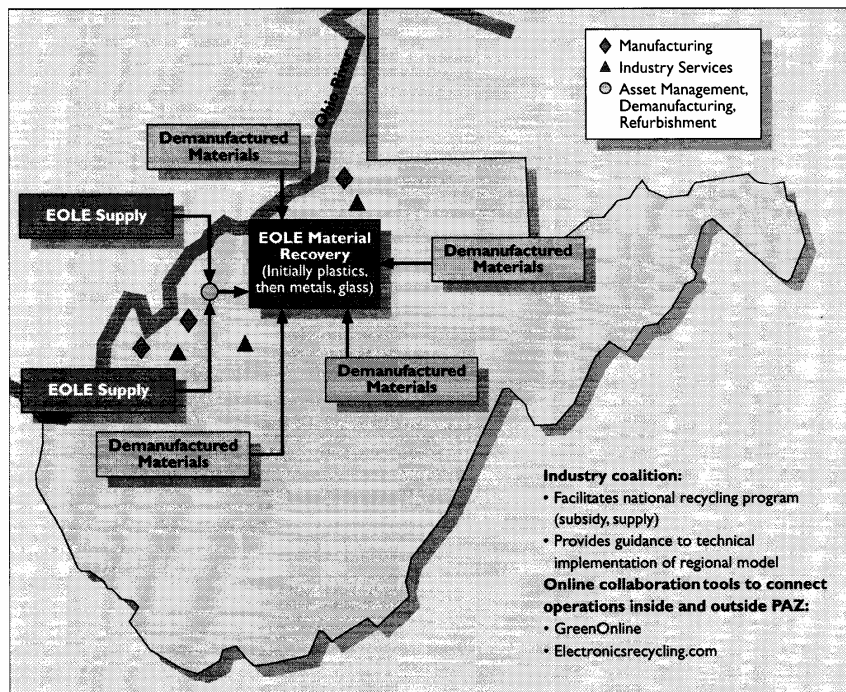 Manufacturing
Industry Services
Asset Management,
Demanufacturing,
Refurbishment
Ohio River
Demanufactured
Materials
EOLE Supply
EOLE Material
Recovery
(Initially plastics,
then metals, glass)
Demanufactured
Materials
EOLE Supply
Demanufactured
Materials
Demanufactured
Materials
Industry coalition:
• Facilitates national recycling program
(subsidy, supply)
• Provides guidance to technical
implementation of regional model
Online collaboration tools to connect
operations inside and outside PAZ:
• GreenOnline
• Electronicsrecycling.com